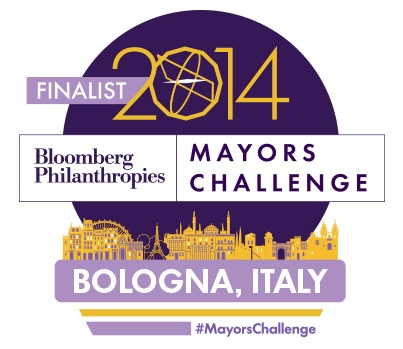 2014
FINALIST
Bloomberg
Philanthropies
MAYORS
CHALLENGE
BOLOGNA, ITALY
#MayorsChallenge